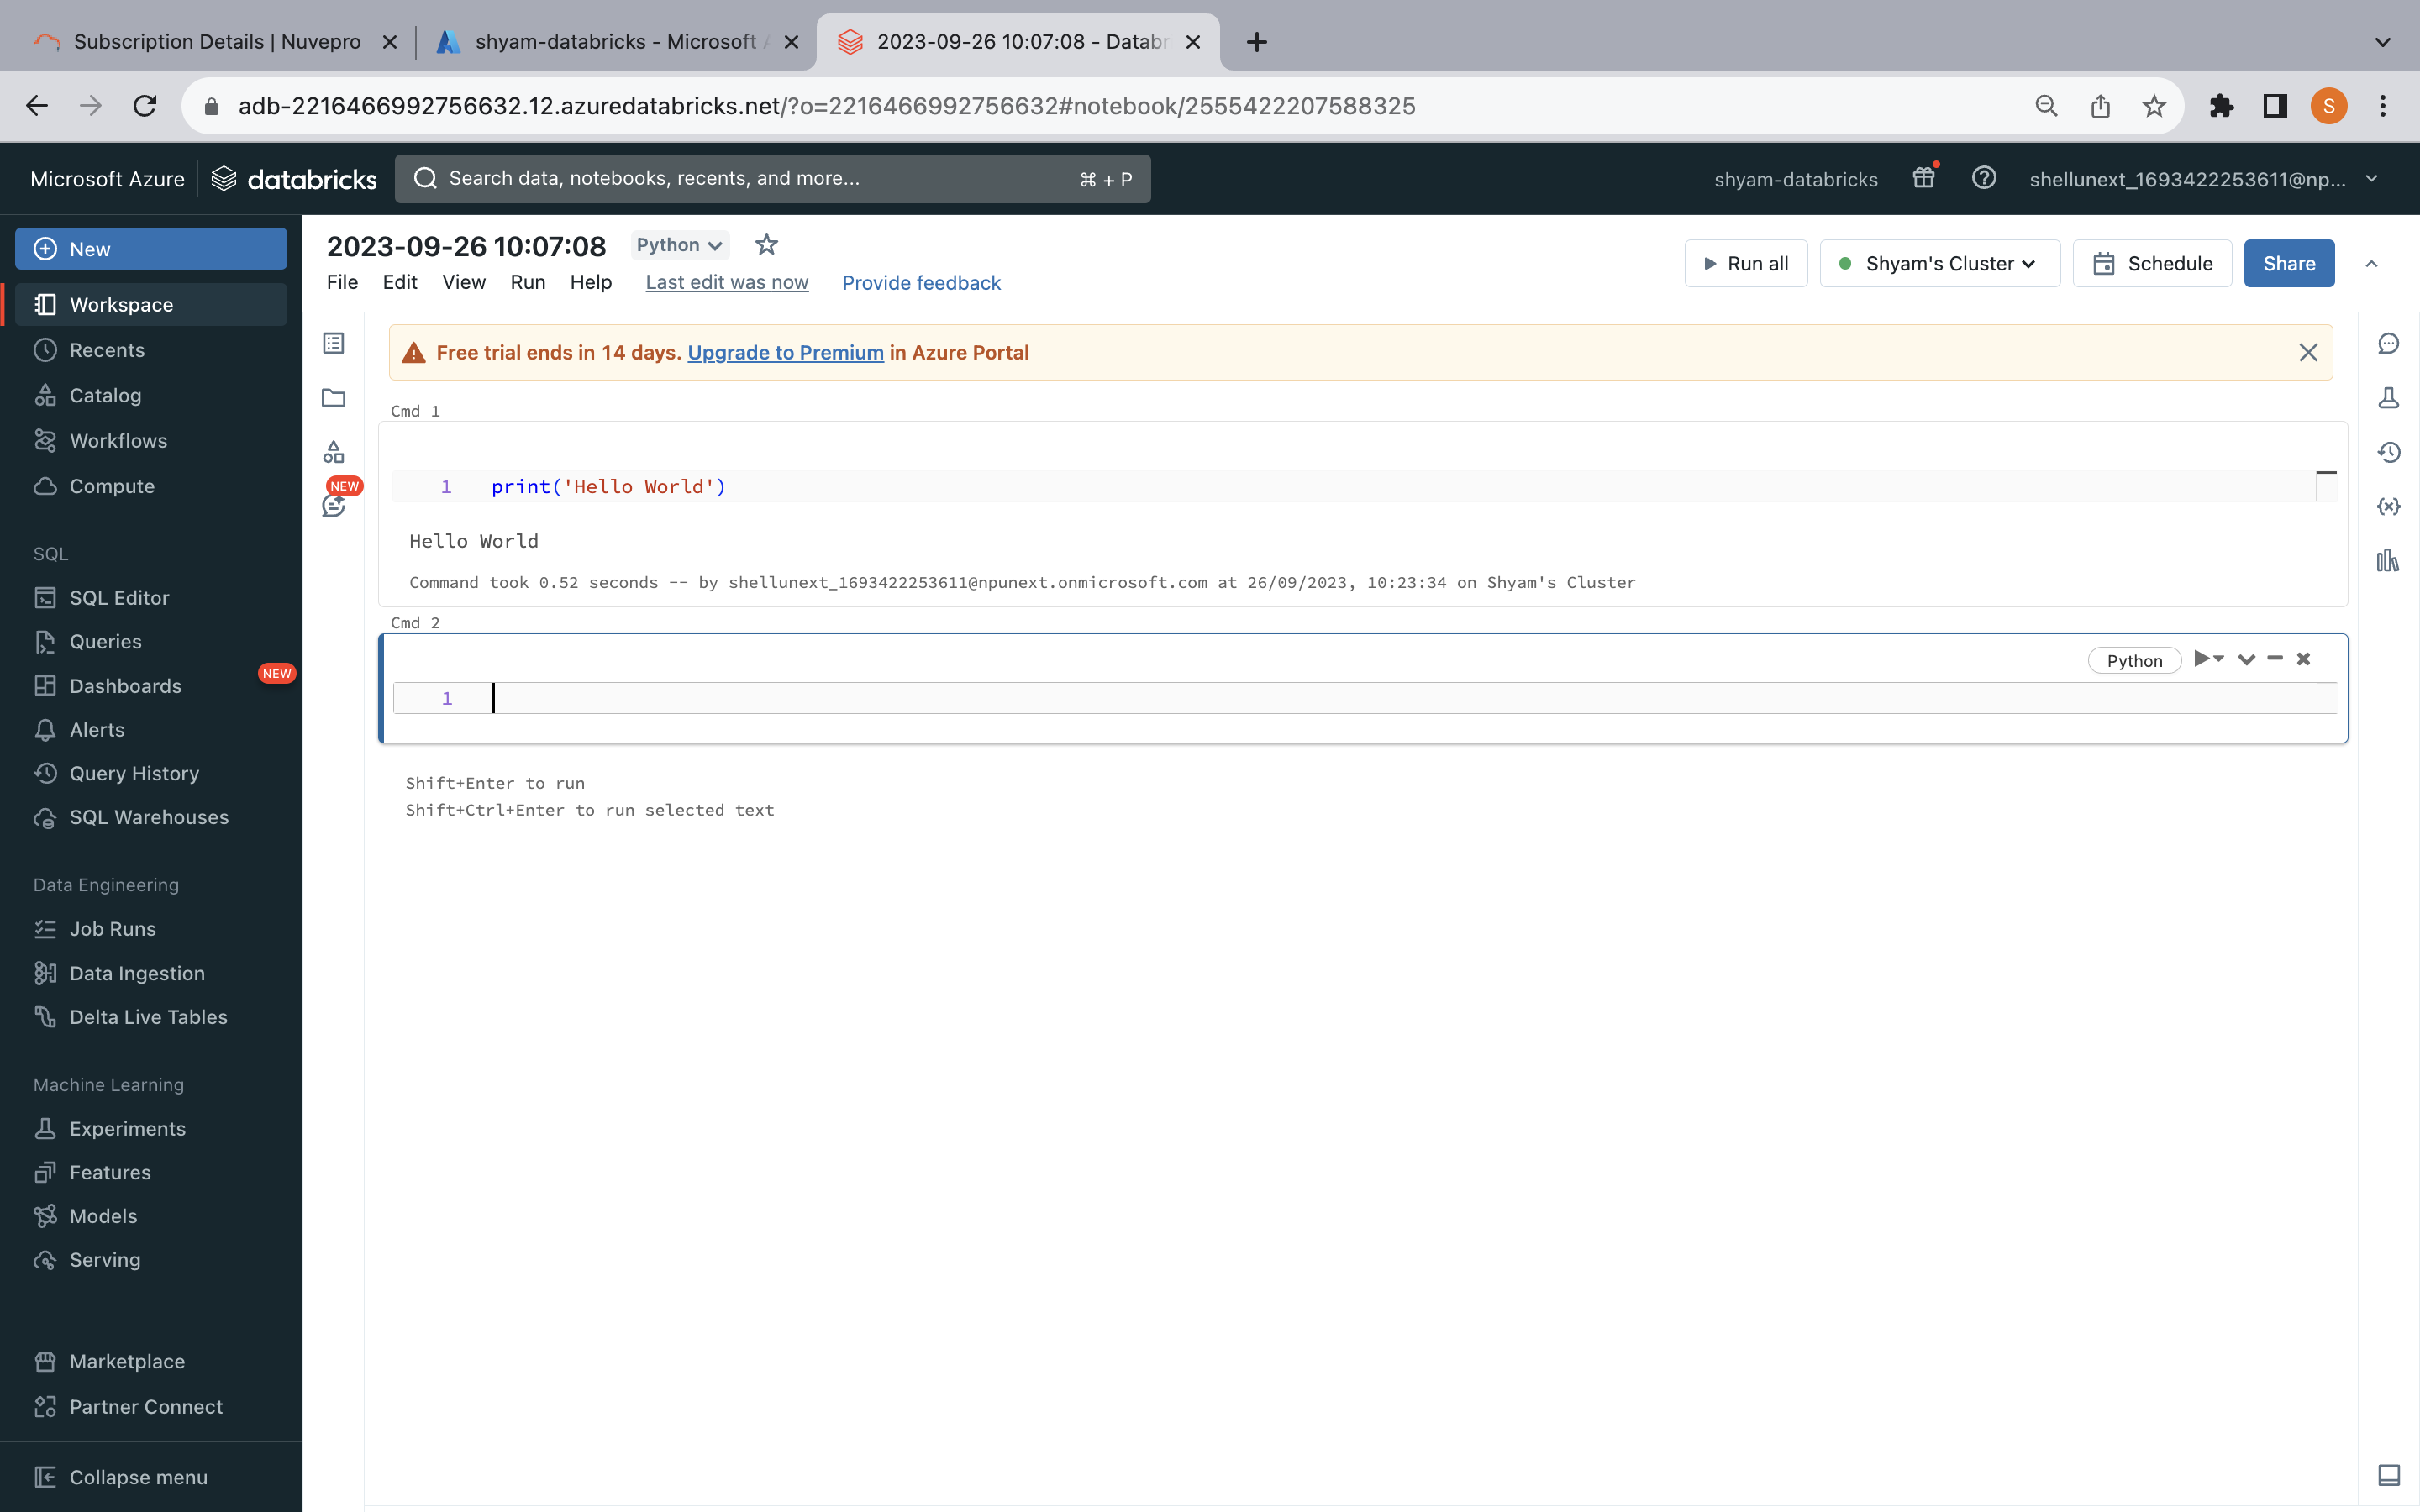 Subscription Details | Nuvepro
shyam-databricks - Microsoft
2023-09-26 10:07:08 - Databr
adb-2216466992756632.12.azuredatabricks.net/?o=2216466992756632#notebook/2555422207588325
S
Microsoft Azure
databricks
Search data, notebooks, recents, and more...
⌘ + P
shyam-databricks
shellunext_1693422253611@np...
New
Workspace
Recents
Catalog
Workflows
Compute
SQL
SQL Editor
Queries
Dashboards
NEW
Alerts
Query History
SQL Warehouses
Data Engineering
Job Runs
Data Ingestion
Delta Live Tables
Machine Learning
Experiments
Features
Models
Serving
Marketplace
Partner Connect
Collapse menu
2023-09-26 10:07:08
Python
File Edit View Run Help Last edit was now Provide feedback
Run all
Shyam's Cluster
Schedule
Share
NEW
Free trial ends in 14 days. Upgrade to Premium in Azure Portal
Cmd 1
1 print('Hello World')
Hello World
Command took 0.52 seconds -- by shellunext_1693422253611@npunext.onmicrosoft.com at 26/09/2023, 10:23:34 on Shyam's Cluster
Cmd 2
Python
1
Shift+Enter to run
Shift+Ctrl+Enter to run selected text